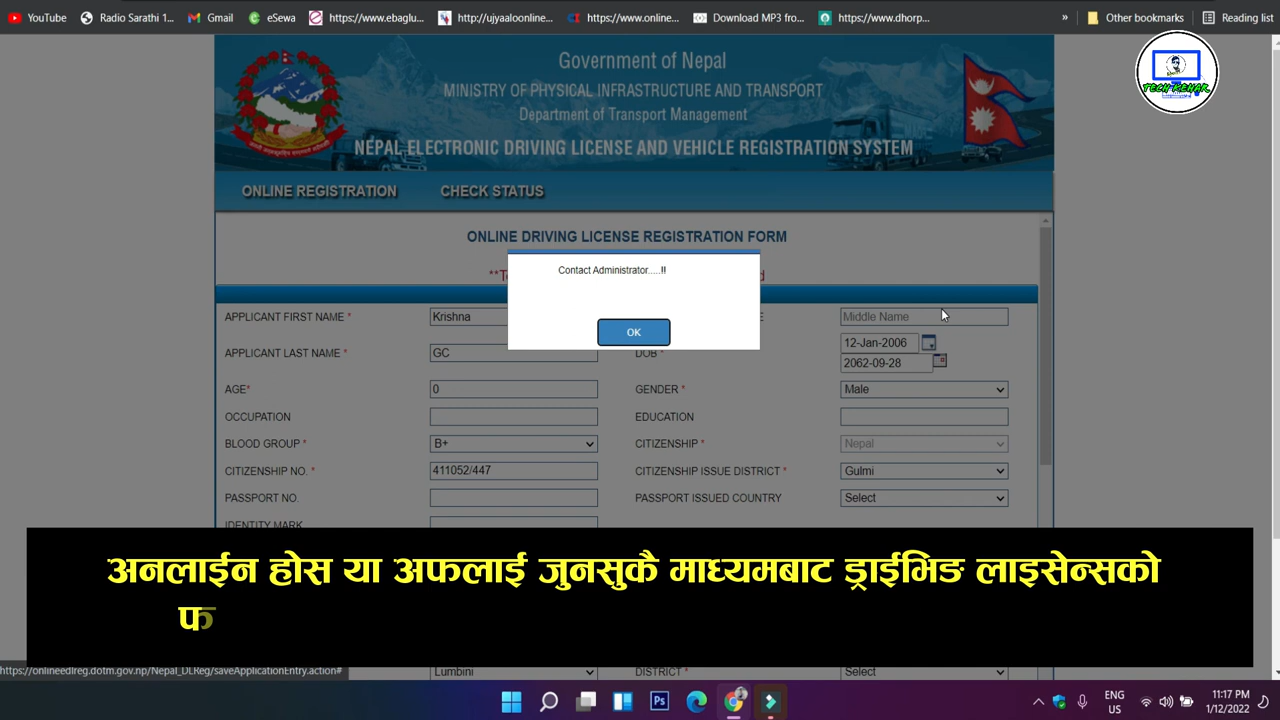 YouTube
Radio Sarathi 1...
Gmail
eSewa
https://www.ebaglu...
http://ujyaaloonline...
https://www.online...
Download MP3 fro...
https://www.dhorp...
»
Other bookmarks
Reading list
Government of Nepal
MINISTRY OF PHYSICAL INFRASTRUCTURE AND TRANSPORT
Department of Transport Management
NEPAL ELECTRONIC DRIVING LICENSE AND VEHICLE REGISTRATION SYSTEM
TECH KENAR
ONLINE REGISTRATION CHECK STATUS
ONLINE DRIVING LICENSE REGISTRATION FORM
Contact Administrator.....!!
OK
APPLICANT FIRST NAME * Krishna Middle Name
APPLICANT LAST NAME * GC DOB * 12-Jan-2006
2062-09-28
AGE* 0 GENDER * Male
OCCUPATION EDUCATION
BLOOD GROUP * B+ CITIZENSHIP * Nepal
CITIZENSHIP NO. * 411052/447 CITIZENSHIP ISSUE DISTRICT * Gulmi
PASSPORT NO. PASSPORT ISSUED COUNTRY Select
IDENTITY MARK
अनलाईन होस या अफलाई जुनसुकै माध्यमबाट ड्राईभिङ लाइसेन्सको
फ
https://onlineedlreg.dotm.gov.np/Nepal_DLReg/saveApplicationEntry.action#
Lumbini DISTRICT * Select
ENG
US
11:17 PM
1/12/2022